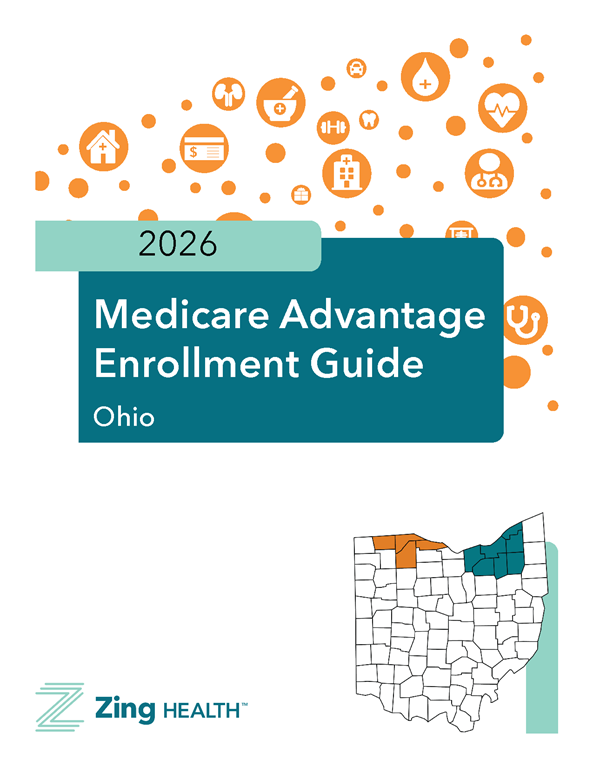 2026
Medicare Advantage
Enrollment Guide
Ohio
$
Zing HEALTH™